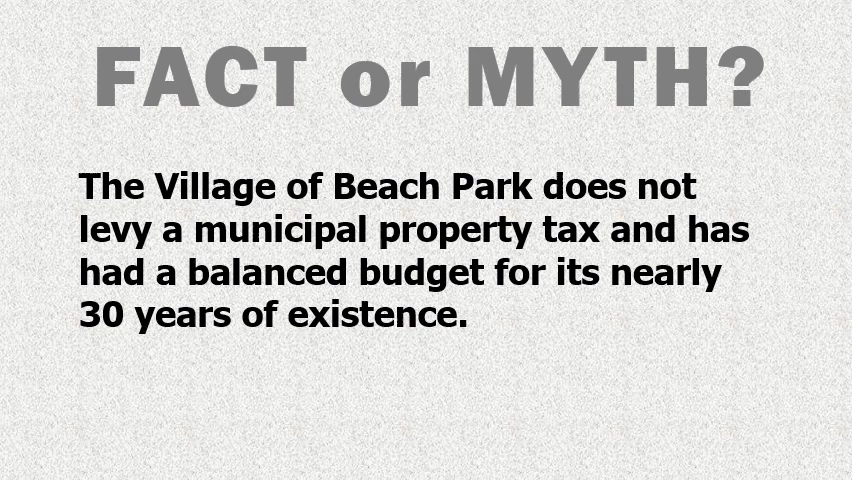 FACT or MYTH?
The Village of Beach Park does not
levy a municipal property tax and has
had a balanced budget for its nearly
30 years of existence.